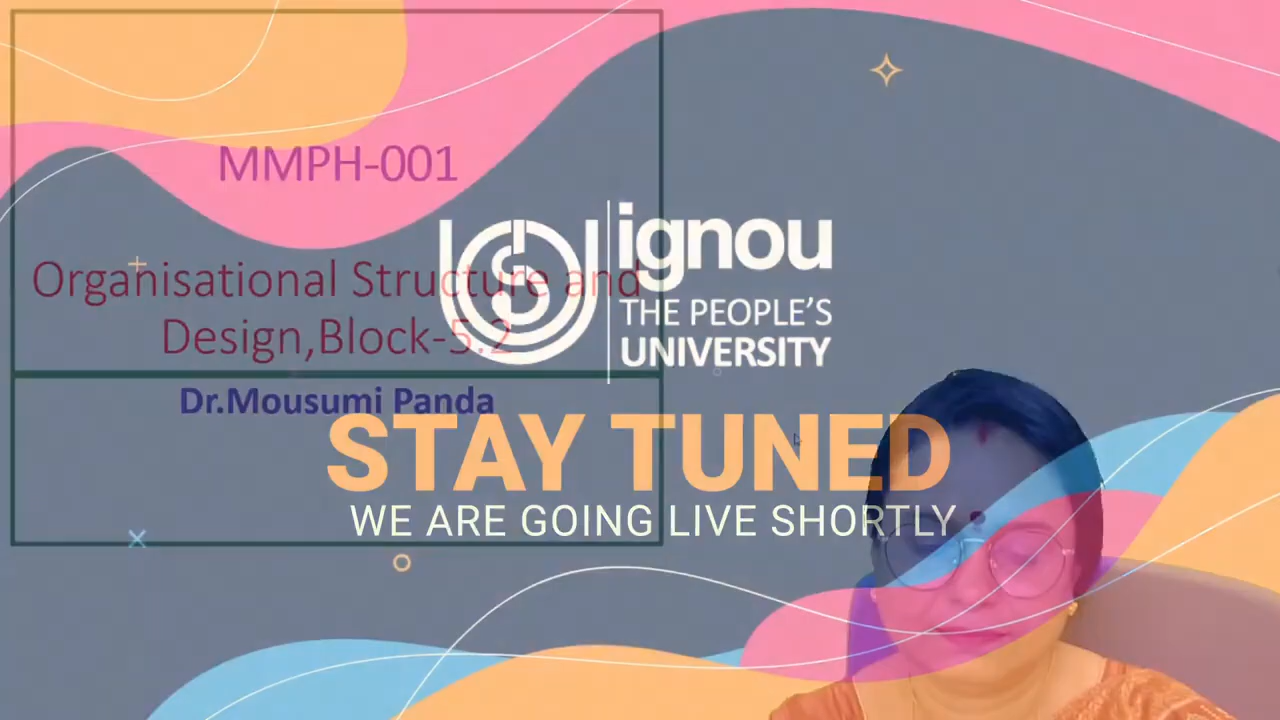 MMPH-001
Organisational Structure and
Design,Block-5.2
Dr.Mousumi Panda
ignou
THE PEOPLE'S
UNIVERSITY
STAY TUNED
WE ARE GOING LIVE SHORTLY